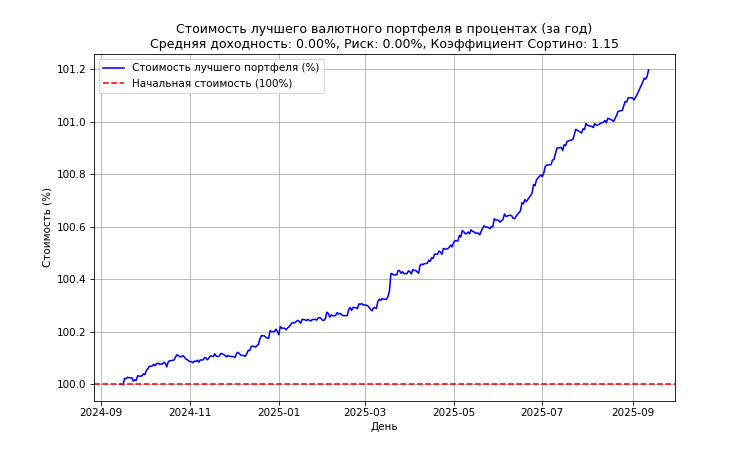 Стоимость лучшего валютного портфеля в процентах (за год)
Средняя доходность: 0.00%, Риск: 0.00%, Коэффициент Сортино: 1.15
Стоимость лучшего портфеля (%)
Начальная стоимость (100%)
Стоимость (%)
101.2
101.0
100.8
100.6
100.4
100.2
100.0
2024-09
2024-11
2025-01
2025-03
2025-05
2025-07
2025-09
День